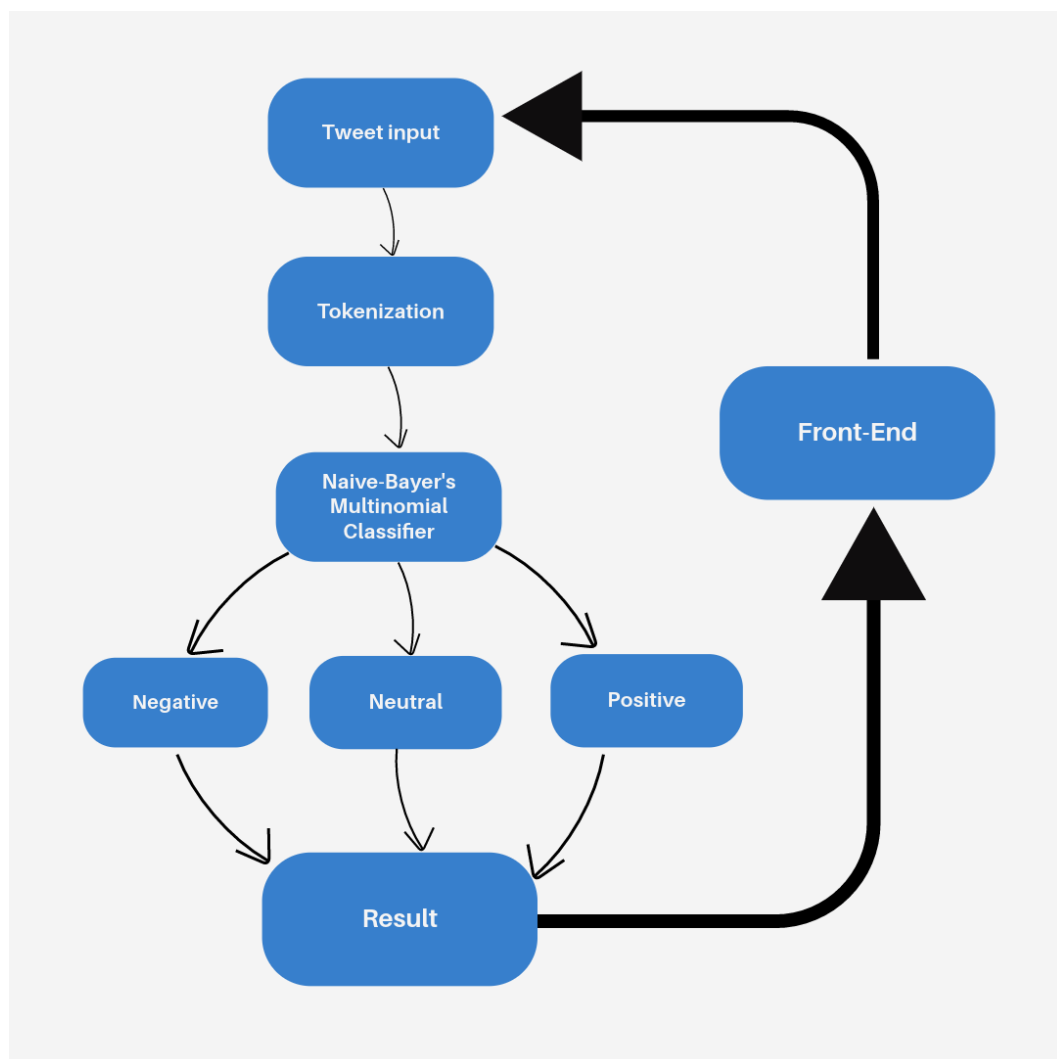 Tweet input
Tokenization
Front-End
Naive-Bayer's
Multinomial
Classifier
Negative
Neutral
Positive
Result